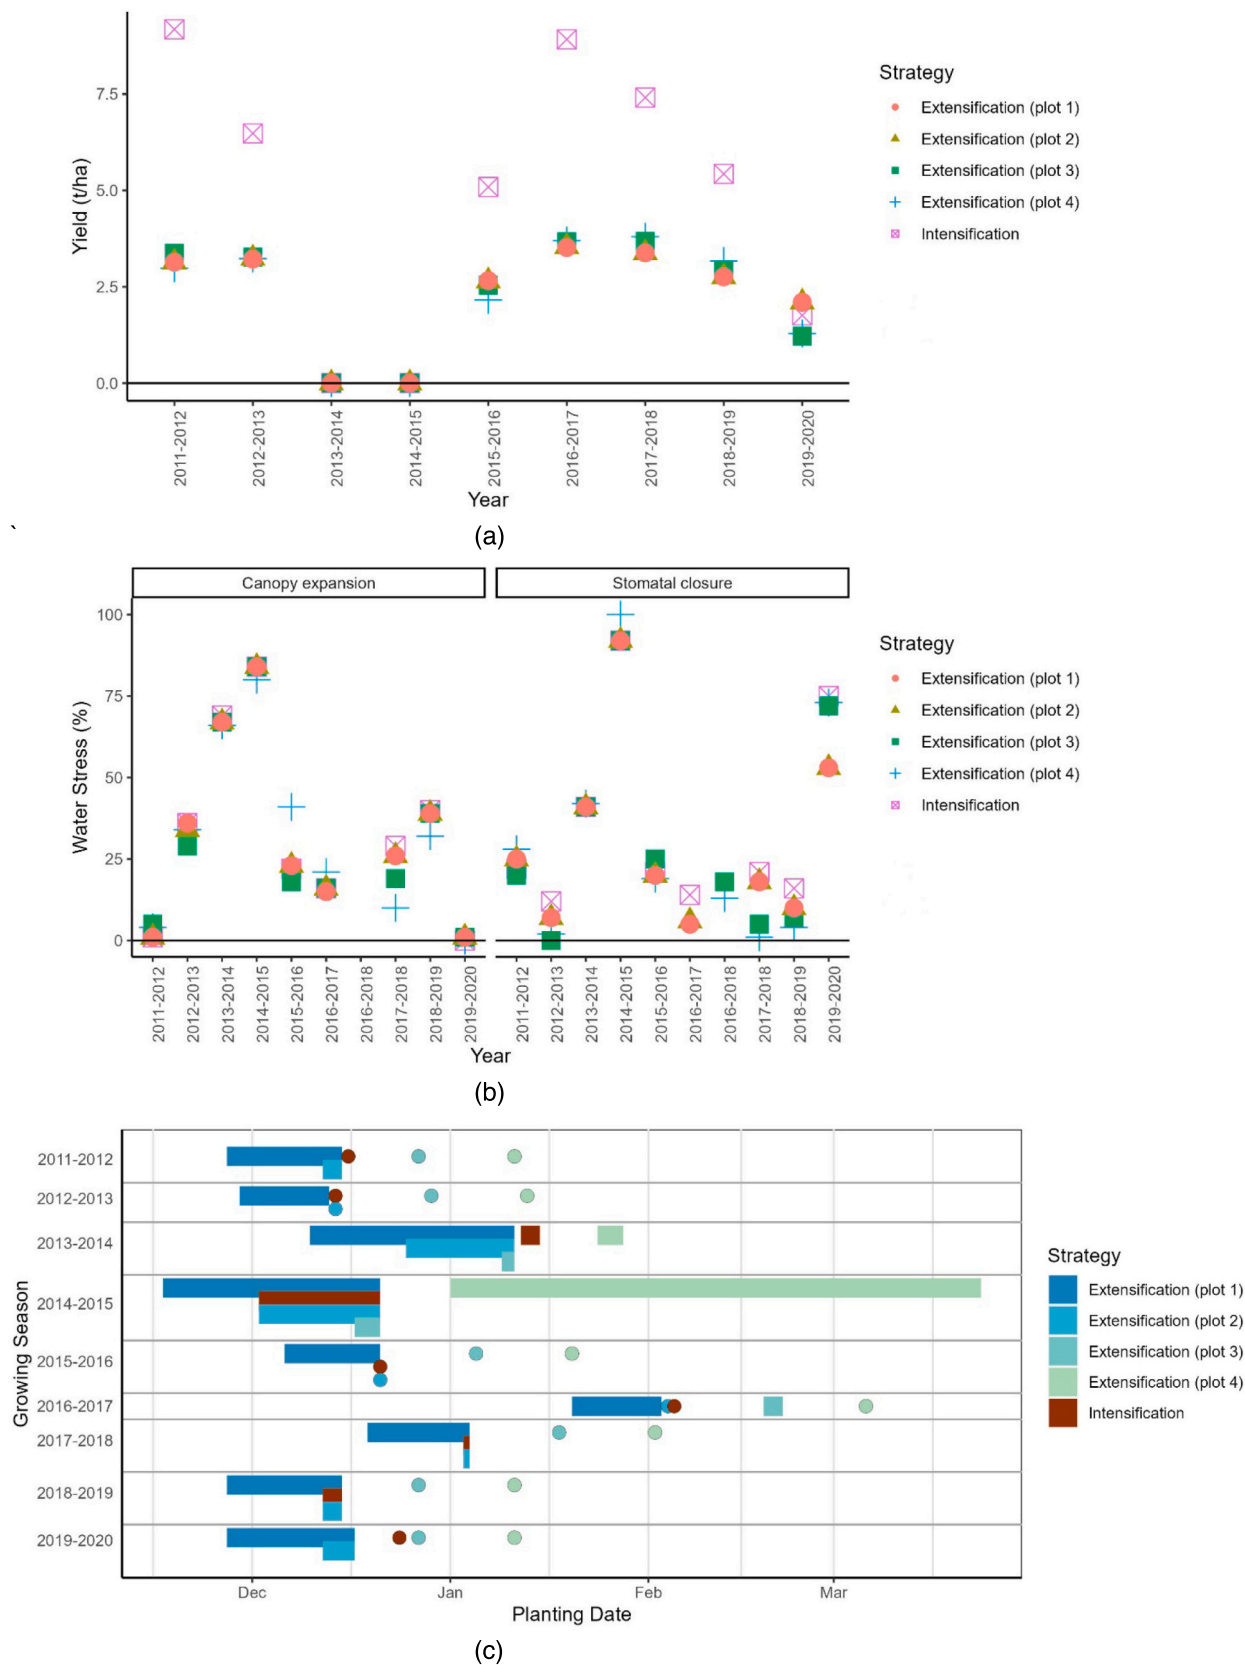 Yield (t/ha)
7.5
5.0
2.5
0.0
2011-2012
2012-2013
2013-2014
2014-2015
2015-2016
2016-2017
2017-2018
2018-2019
2019-2020
Year
Strategy
Extensification (plot 1)
Extensification (plot 2)
Extensification (plot 3)
Extensification (plot 4)
Intensification
`
(a)
Canopy expansion
Stomatal closure
Water Stress (%)
100
75
50
25
0
2011-2012
2012-2013
2013-2014
2014-2015
2015-2016
2016-2017
2016-2018
2017-2018
2018-2019
2019-2020
2011-2012
2012-2013
2013-2014
2014-2015
2015-2016
2016-2017
2016-2018
2017-2018
2018-2019
2019-2020
Year
Strategy
Extensification (plot 1)
Extensification (plot 2)
Extensification (plot 3)
Extensification (plot 4)
Intensification
(b)
Growing Season
2011-2012
2012-2013
2013-2014
2014-2015
2015-2016
2016-2017
2017-2018
2018-2019
2019-2020
Dec
Jan
Feb
Mar
Planting Date
Strategy
Extensification (plot 1)
Extensification (plot 2)
Extensification (plot 3)
Extensification (plot 4)
Intensification
(c)